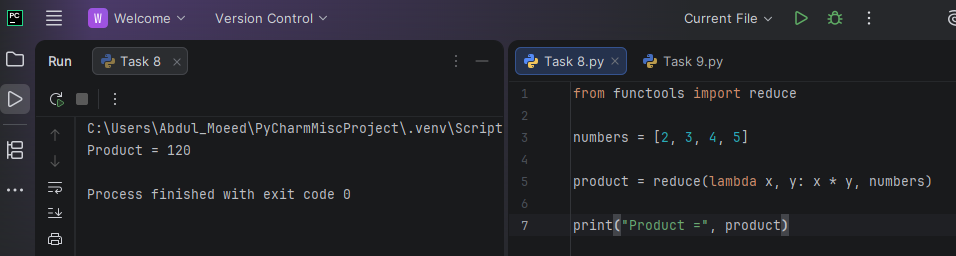 PC
W Welcome Version Control Current File
Run Task 8
C:\Users\Abdul_Moeed\PyCharmMiscProject\.venv\Script
Product = 120
Process finished with exit code 0
Task 8.py Task 9.py
1 from functools import reduce
2
3 numbers = [2, 3, 4, 5]
4
5 product = reduce(lambda x, y: x * y, numbers)
6
7 print("Product =", product)